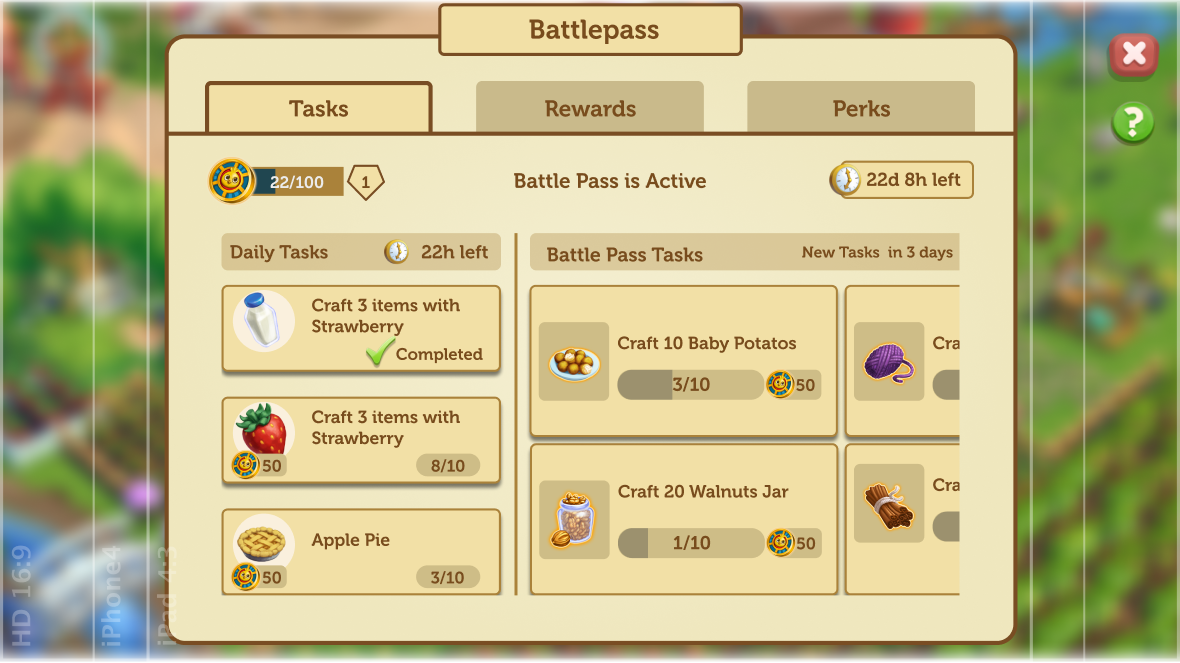 Battlepass
Tasks
Rewards
Perks
22/100
1
Battle Pass is Active
22d 8h left
Daily Tasks
22h left
Craft 3 items with
Strawberry
Completed
Craft 3 items with
Strawberry
50
8/10
Apple Pie
50
3/10
Battle Pass Tasks
New Tasks in 3 days
Craft 10 Baby Potatos
3/10
50
Cra
Craft 20 Walnuts Jar
1/10
50
Cra
?
HD 16:9
iPhone4
iPad 4:3